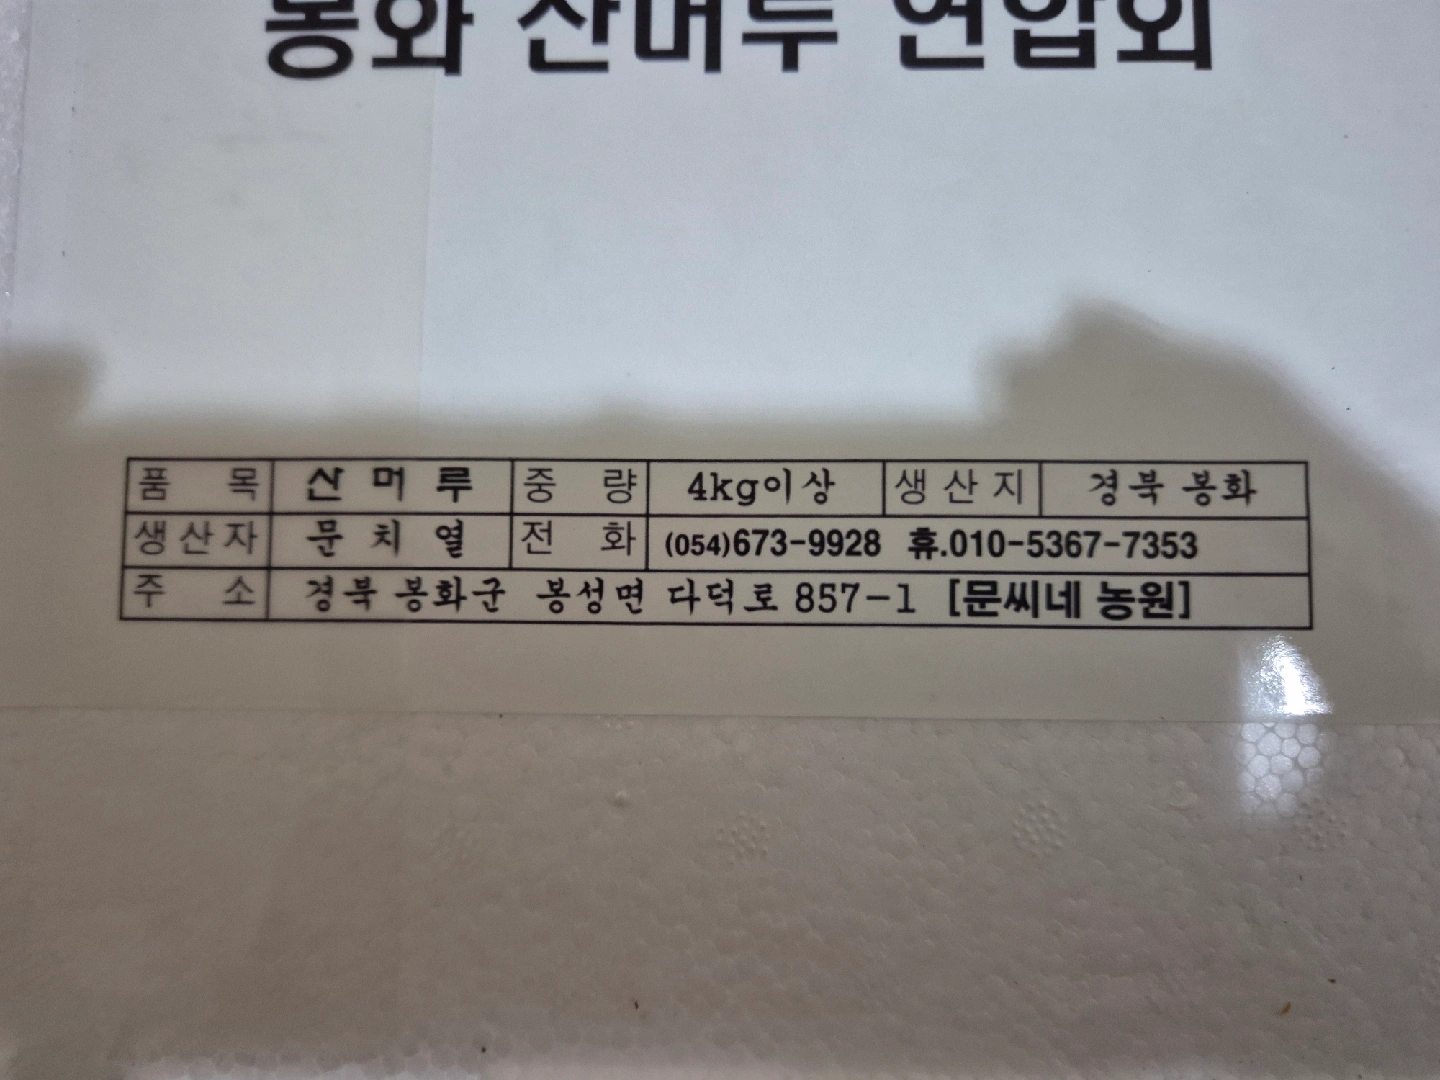 봉화 산머루 연합회
품 목 산 머 루 중 량 4kg이상 생 산 지 경북 봉화
생 산 자 문 치 열 전 화 (054)673-9928 휴.010-5367-7353
주 소 경북 봉화군 봉성면 다덕로 857-1 [문씨네 농원]